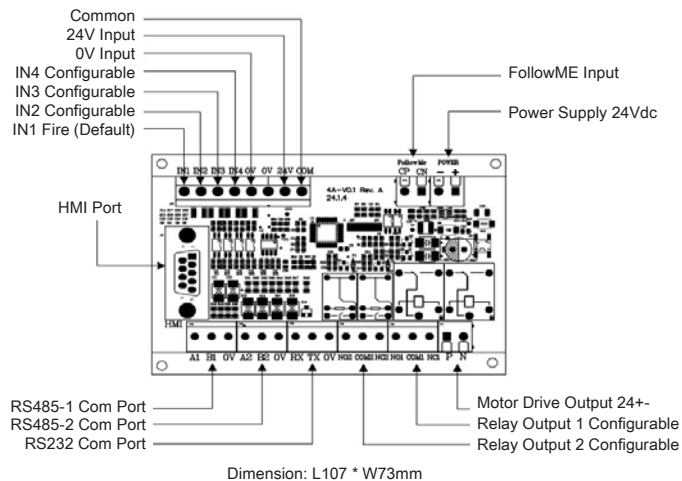 Common
24V Input
0V Input
IN4 Configurable
IN3 Configurable
IN2 Configurable
IN1 Fire (Default)
FollowME Input
Power Supply 24Vdc
IN1 IN2 IN3 IN4 0V 0V 24V COM
Follow Me POWER
CP CN - +
4A-V0.1 Rev. A
24.1.4
HMI Port
HMI
A1 B1 0V A2 B2 0V RX TX 0V NO2 COM2 NC2 NO1 COM1 NC1 P N
RS485-1 Com Port
RS485-2 Com Port
RS232 Com Port
Motor Drive Output 24+-
Relay Output 1 Configurable
Relay Output 2 Configurable
Dimension: L107 * W73mm